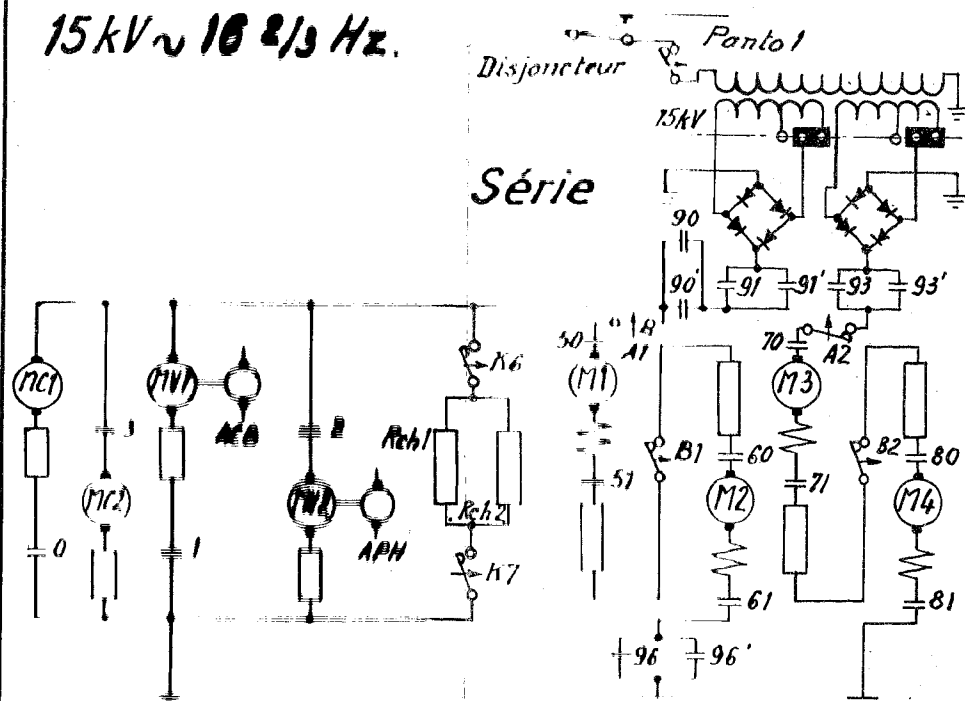 15 kV ~ 16 2/3 Hz.
Panto 1
Disjoncteur
15kV
Série
90
90'
91
91'
93
93'
50
A1
70
A2
MC1
MV1
K6
M1
M3
ACB
3
2
Rch1
B1
60
71
B2
80
MC2
MV2
Rch2
51
M2
M4
0
1
APH
K7
61
81
96
96'